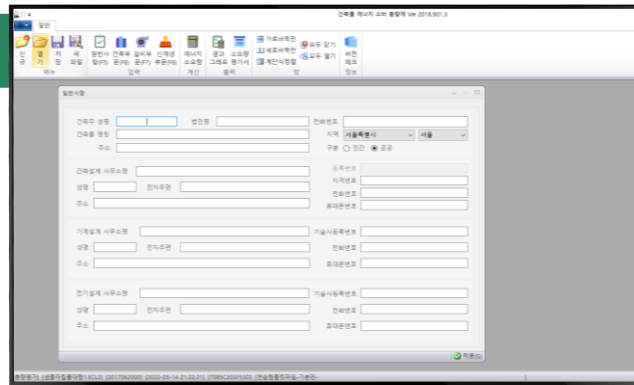 건축물 에너지 소비 총량제 Ver 2018.901.3
일반
신규 열기 저장 새파일 일반사항(F5) 건축부문(F6) 설비부문(F7) 신재생부문(F8) 에너지소요량 결과그래프 소요량평가서 가로바둑판 세로바둑판 계단식정렬 모두 닫기 모두 열기 버전체크
메뉴 입력 계산 출력 창 정보
일반사항
건축주 성명 법인명 전화번호
건축물 명칭 지역 서울특별시 서울
주소 구분 민간 공공
건축설계 사무소명 등록번호
자격번호
성명 전자우편 전화번호
주소 휴대폰번호
기계설계 사무소명 기술사등록번호
성명 전자우편 전화번호
주소 휴대폰번호
전기설계 사무소명 기술사등록번호
성명 전자우편 전화번호
주소 휴대폰번호
적용(S)